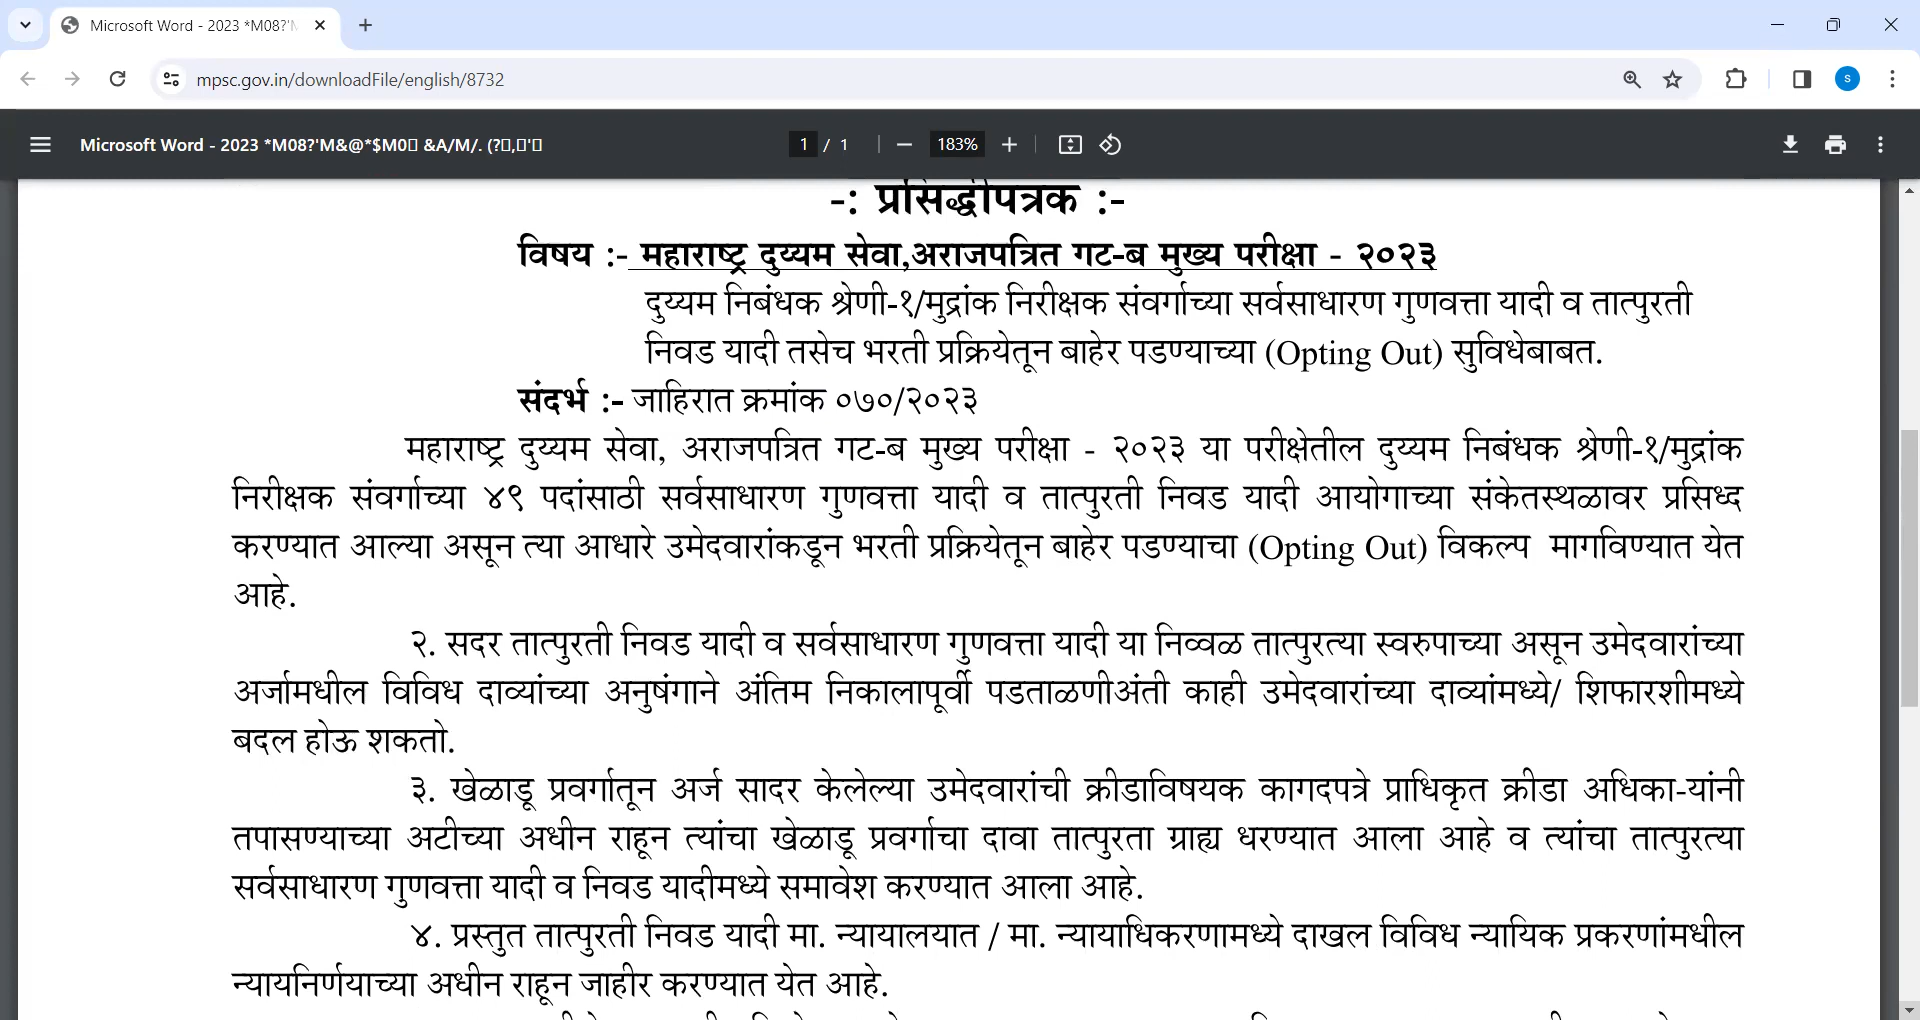 Microsoft Word - 2023 *M08?'M
mpsc.gov.in/downloadFile/english/8732
S
Microsoft Word - 2023 *M08?'M&@*$M0▯ &A/M/. (?▯,▯'▯
1 / 1
183%
-: प्रसिद्धीपत्रक :-
विषय :- महाराष्ट्र दुय्यम सेवा,अराजपत्रित गट-ब मुख्य परीक्षा - २०२३
दुय्यम निबंधक श्रेणी-१/मुद्रांक निरीक्षक संवर्गाच्या सर्वसाधारण गुणवत्ता यादी व तात्पुरती
निवड यादी तसेच भरती प्रक्रियेतून बाहेर पडण्याच्या (Opting Out) सुविधेबाबत.
संदर्भ :- जाहिरात क्रमांक ०७०/२०२३
महाराष्ट्र दुय्यम सेवा, अराजपत्रित गट-ब मुख्य परीक्षा - २०२३ या परीक्षेतील दुय्यम निबंधक श्रेणी-१/मुद्रांक
निरीक्षक संवर्गाच्या ४९ पदांसाठी सर्वसाधारण गुणवत्ता यादी व तात्पुरती निवड यादी आयोगाच्या संकेतस्थळावर प्रसिध्द
करण्यात आल्या असून त्या आधारे उमेदवारांकडून भरती प्रक्रियेतून बाहेर पडण्याचा (Opting Out) विकल्प मागविण्यात येत
आहे.
२. सदर तात्पुरती निवड यादी व सर्वसाधारण गुणवत्ता यादी या निव्वळ तात्पुरत्या स्वरुपाच्या असून उमेदवारांच्या
अर्जामधील विविध दाव्यांच्या अनुषंगाने अंतिम निकालापूर्वी पडताळणीअंती काही उमेदवारांच्या दाव्यांमध्ये/ शिफारशीमध्ये
बदल होऊ शकतो.
३. खेळाडू प्रवर्गातून अर्ज सादर केलेल्या उमेदवारांची क्रीडाविषयक कागदपत्रे प्राधिकृत क्रीडा अधिका-यांनी
तपासण्याच्या अटीच्या अधीन राहून त्यांचा खेळाडू प्रवर्गाचा दावा तात्पुरता ग्राह्य धरण्यात आला आहे व त्यांचा तात्पुरत्या
सर्वसाधारण गुणवत्ता यादी व निवड यादीमध्ये समावेश करण्यात आला आहे.
४. प्रस्तुत तात्पुरती निवड यादी मा. न्यायालयात / मा. न्यायाधिकरणामध्ये दाखल विविध न्यायिक प्रकरणांमधील
न्यायनिर्णयाच्या अधीन राहून जाहीर करण्यात येत आहे.